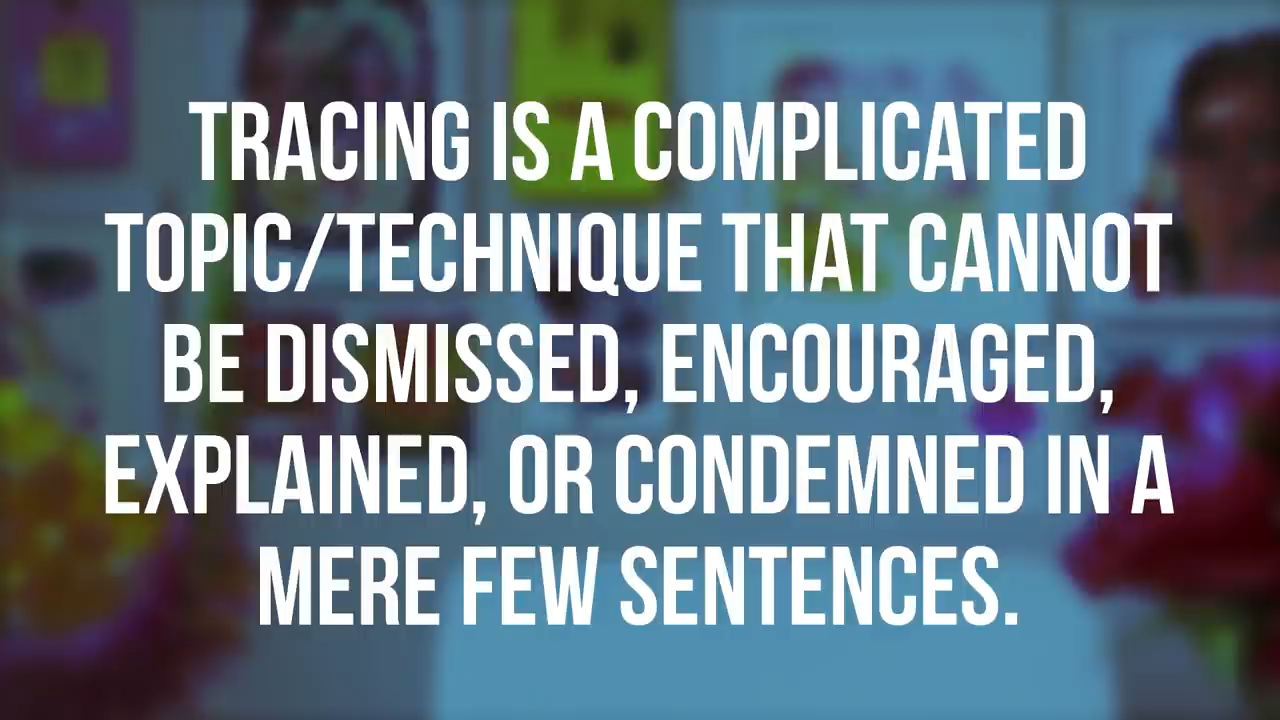 TRACING IS A COMPLICATED
TOPIC/TECHNIQUE THAT CANNOT
BE DISMISSED, ENCOURAGED,
EXPLAINED, OR CONDEMNED IN A
MERE FEW SENTENCES.